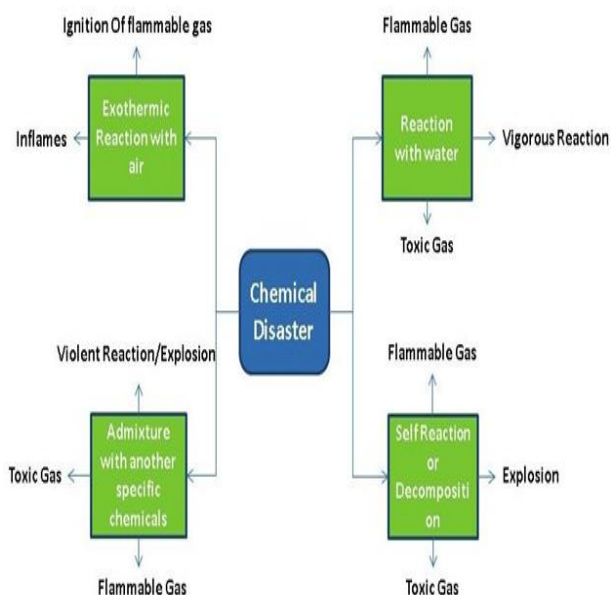 Ignition Of flammable gas
Exothermic
Reaction with
air
Inflames
Flammable Gas
Reaction
with water
Vigorous Reaction
Toxic Gas
Chemical
Disaster
Violent Reaction/Explosion
Admixture
with another
specific
chemicals
Toxic Gas
Flammable Gas
Flammable Gas
Self Reaction
or
Decompositi
on
Explosion
Toxic Gas